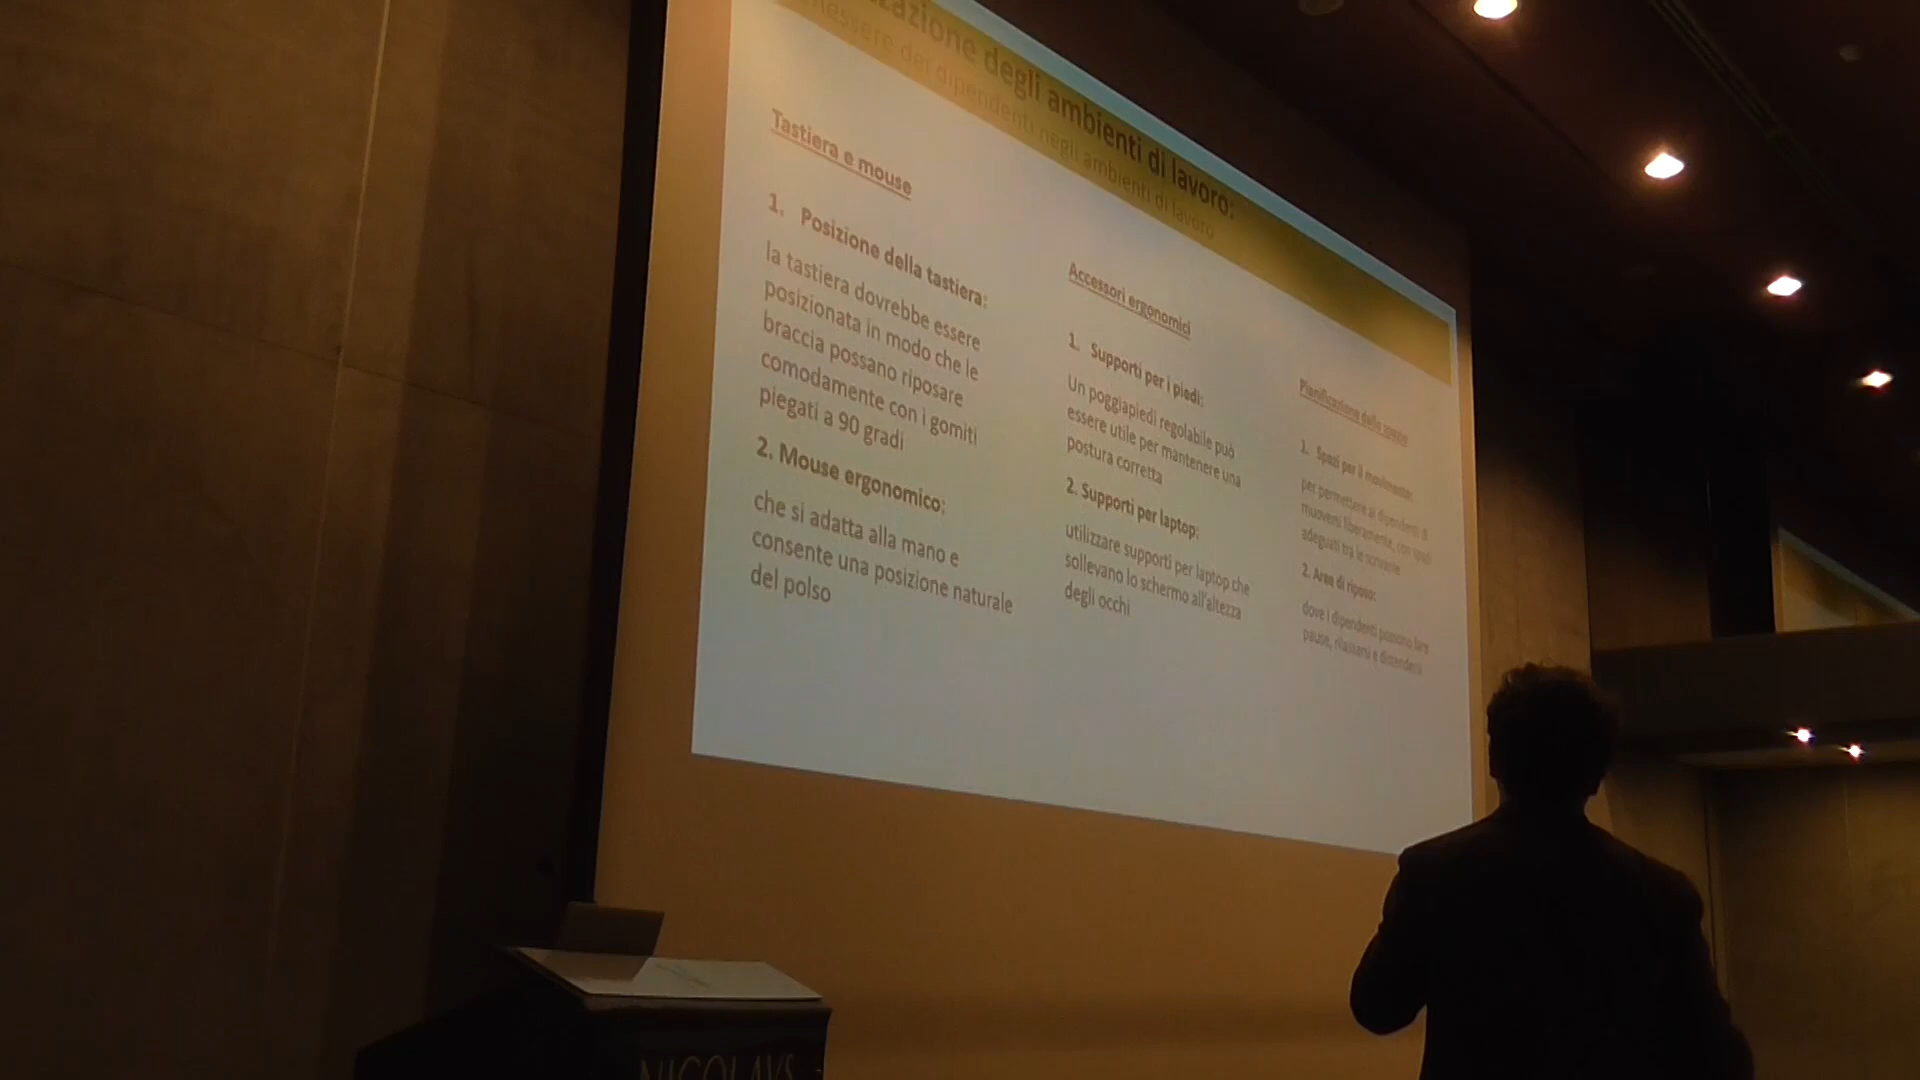 degli ambienti di lavoro:
dei dipendenti negli ambienti di lavoro
Tastiera e mouse
1. Posizione della tastiera:
la tastiera dovrebbe essere
posizionata in modo che le
braccia possano riposare
comodamente con i gomiti
piegati a 90 gradi
2. Mouse ergonomico:
che si adatta alla mano e
consente una posizione naturale
del polso
Accessori ergonomici
1. Supporti per i piedi:
Un poggiapiedi regolabile può
essere utile per mantenere una
postura corretta
2. Supporti per laptop:
utilizzare supporti per laptop che
sollevano lo schermo all'altezza
degli occhi
Pianificazione dello spazio
1. Spazi per il movimento:
per permettere ai dipendenti di
muoversi liberamente, con spazi
adeguati tra le scrivanie
2. Aree di riposo:
dove i dipendenti possono fare
pause, rilassarsi e distendersi
NICOLAVS